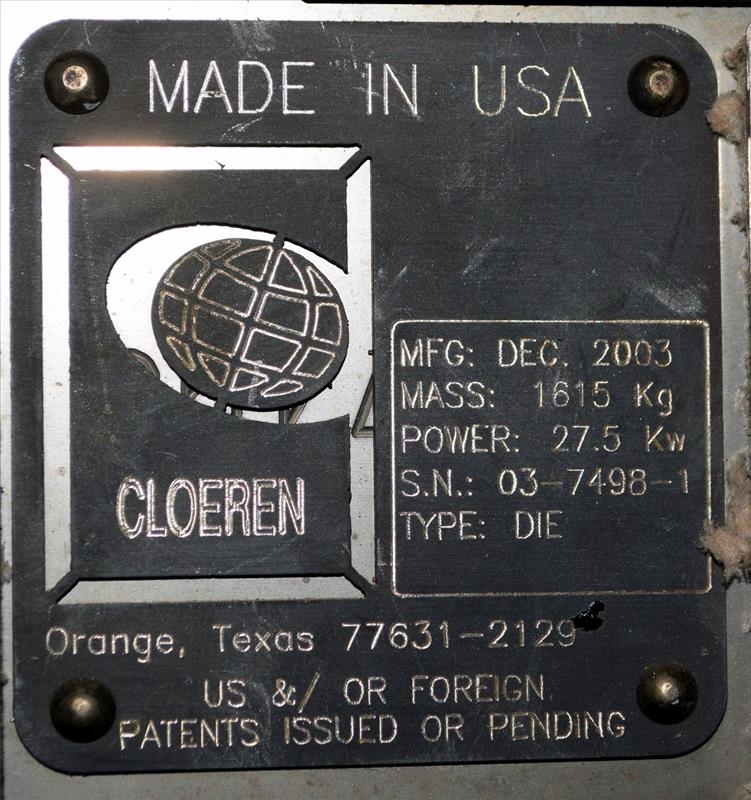 MADE IN USA
CLOEREN
MFG: DEC. 2003
MASS: 1615 Kg
POWER: 27.5 Kw
S.N.: 03-7498-1
TYPE: DIE
Orange, Texas 77631-2129
US &/ OR FOREIGN
PATENTS ISSUED OR PENDING